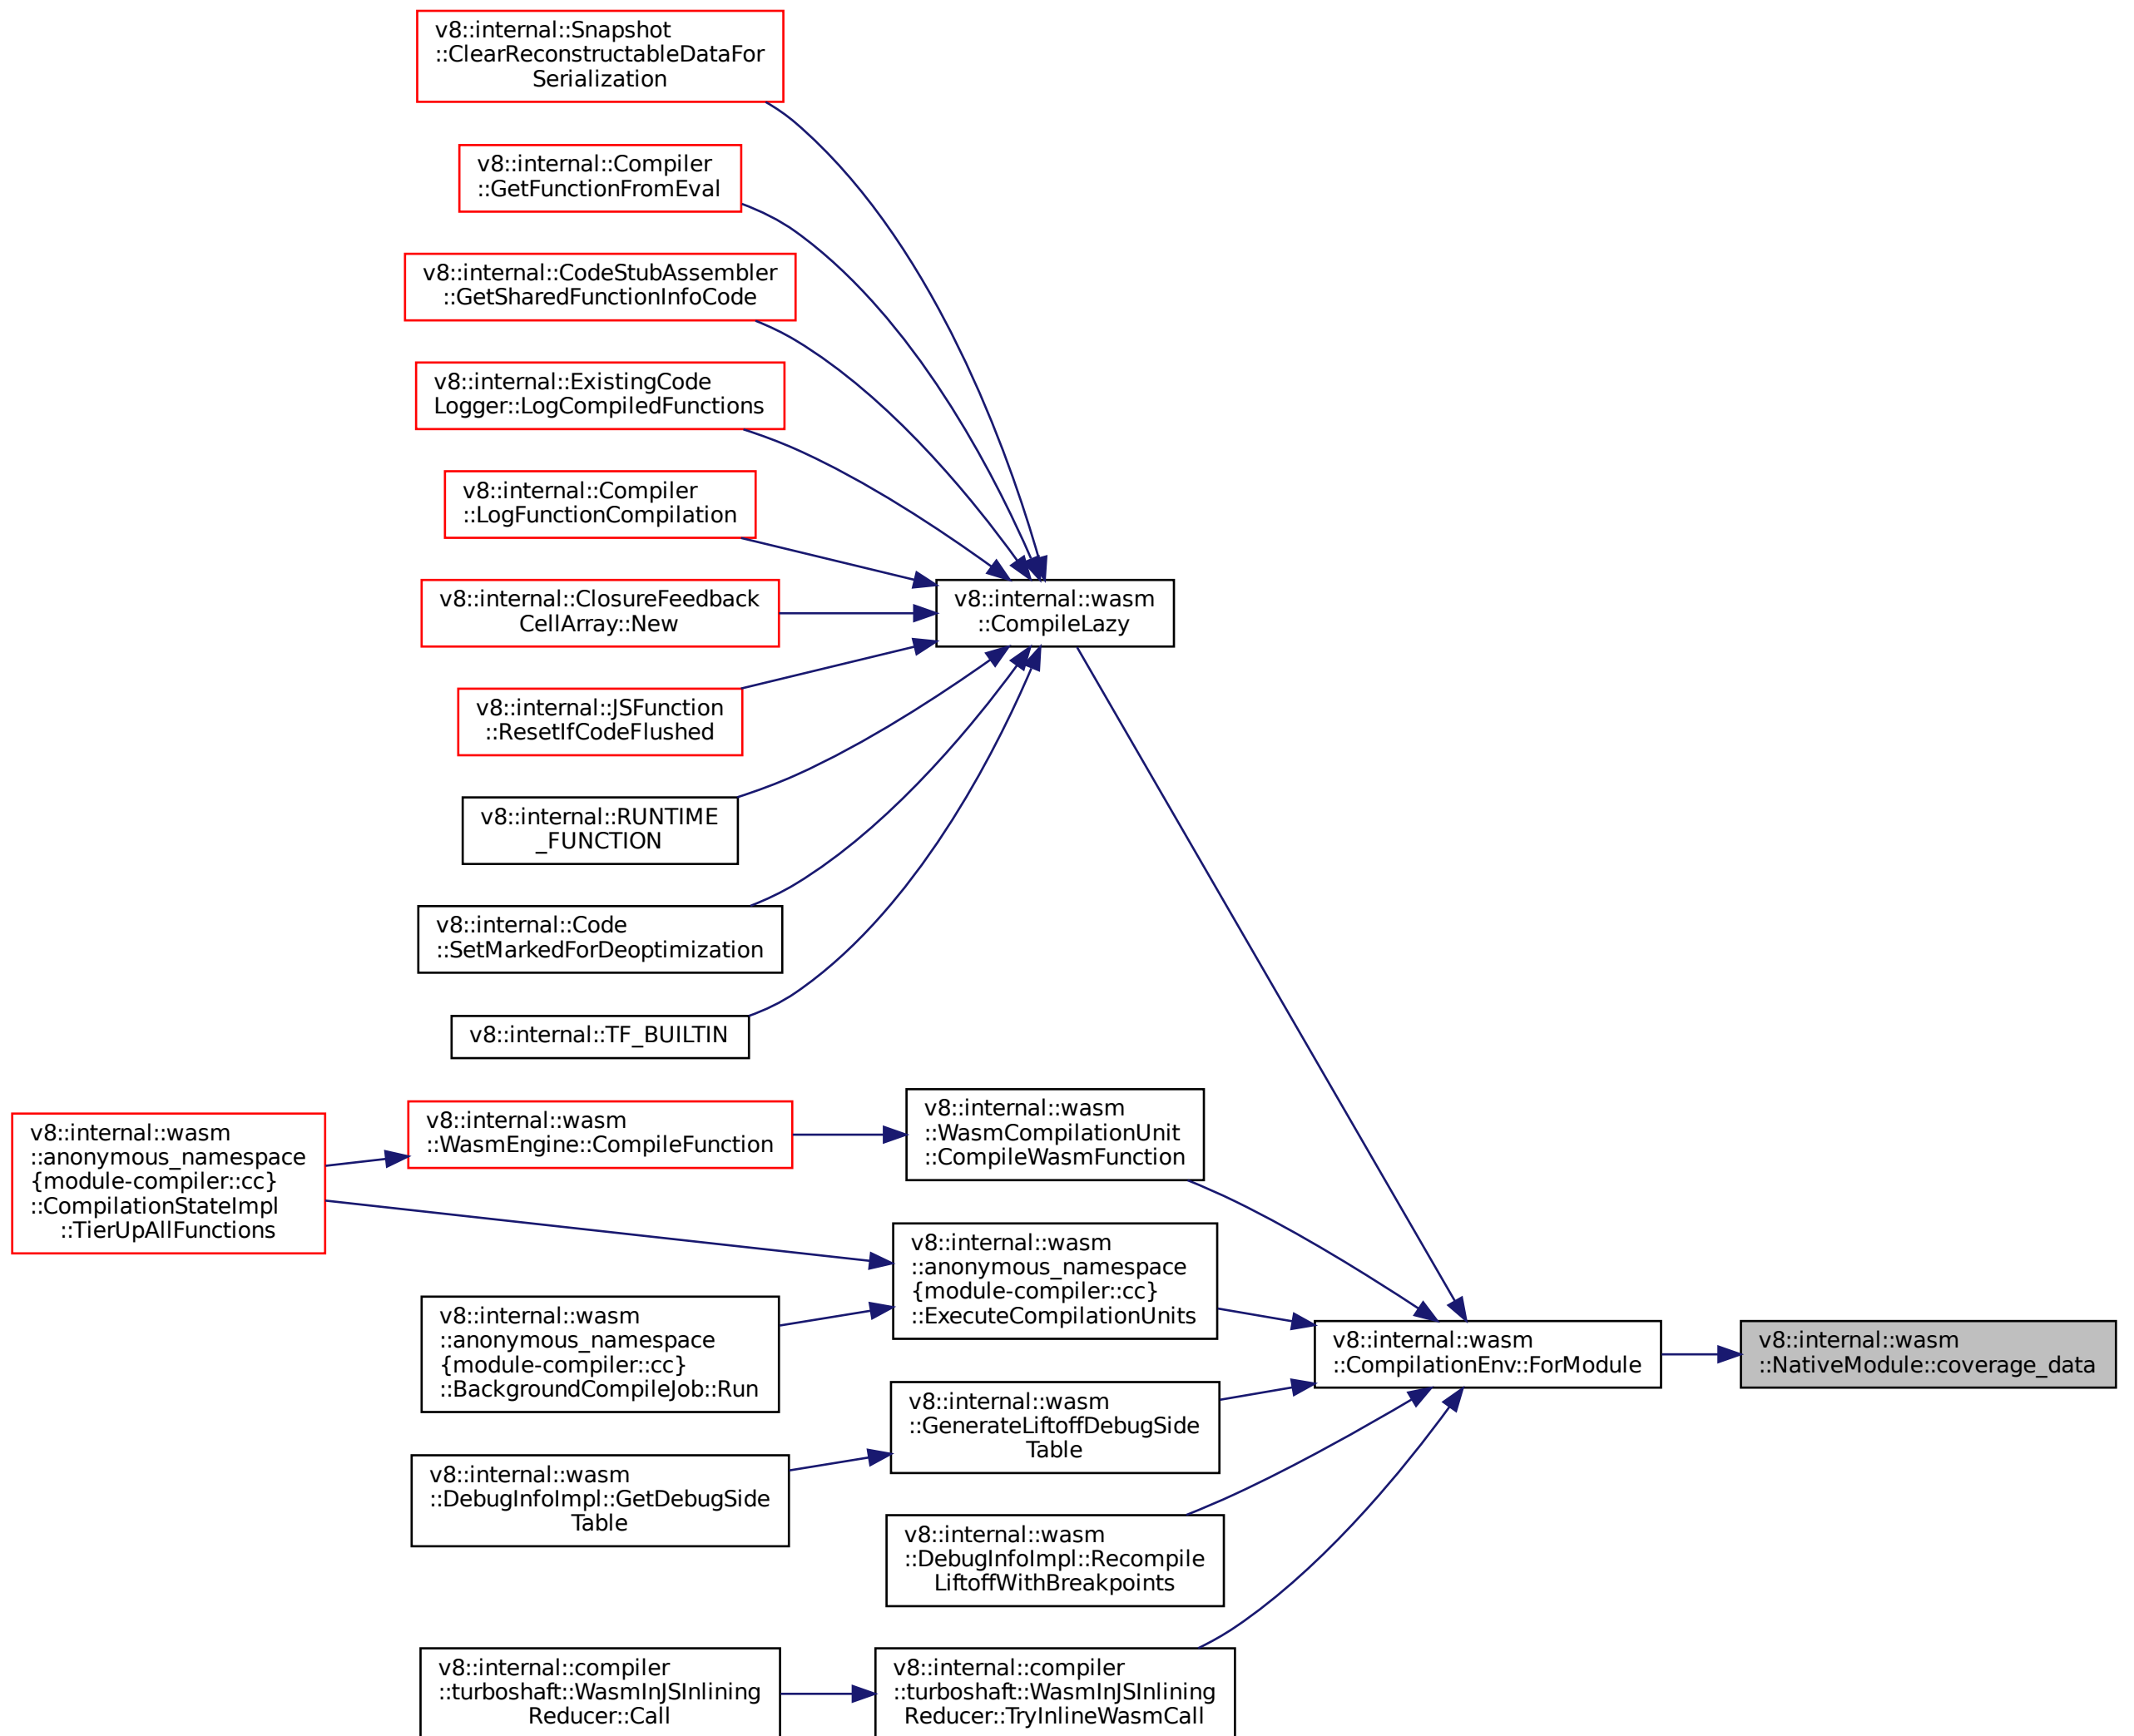 v8::internal::Snapshot
::ClearReconstructableDataFor
Serialization
v8::internal::Compiler
::GetFunctionFromEval
v8::internal::CodeStubAssembler
::GetSharedFunctionInfoCode
v8::internal::ExistingCode
Logger::LogCompiledFunctions
v8::internal::Compiler
::LogFunctionCompilation
v8::internal::ClosureFeedback
CellArray::New
v8::internal::wasm
::CompileLazy
v8::internal::JSFunction
::ResetIfCodeFlushed
v8::internal::RUNTIME
_FUNCTION
v8::internal::Code
::SetMarkedForDeoptimization
v8::internal::TF_BUILTIN
v8::internal::wasm
::anonymous_namespace
{module-compiler::cc}
::CompilationStateImpl
::TierUpAllFunctions
v8::internal::wasm
::WasmEngine::CompileFunction
v8::internal::wasm
::WasmCompilationUnit
::CompileWasmFunction
v8::internal::wasm
::anonymous_namespace
{module-compiler::cc}
::ExecuteCompilationUnits
v8::internal::wasm
::anonymous_namespace
{module-compiler::cc}
::BackgroundCompileJob::Run
v8::internal::wasm
::CompilationEnv::ForModule
v8::internal::wasm
::NativeModule::coverage_data
v8::internal::wasm
::GenerateLiftoffDebugSide
Table
v8::internal::wasm
::DebugInfoImpl::GetDebugSide
Table
v8::internal::wasm
::DebugInfoImpl::Recompile
LiftoffWithBreakpoints
v8::internal::compiler
::turboshaft::WasmInJSInlining
Reducer::Call
v8::internal::compiler
::turboshaft::WasmInJSInlining
Reducer::TryInlineWasmCall